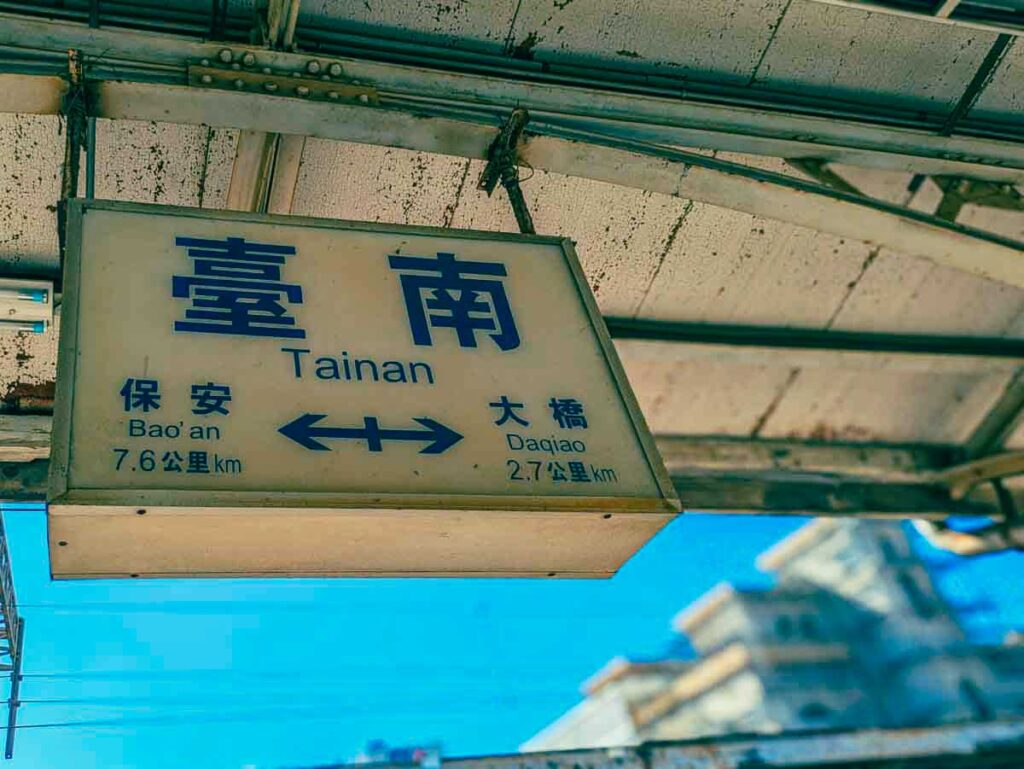 臺南
Tainan
保安
Bao'an
7.6公里km
大橋
Daqiao
2.7公里km